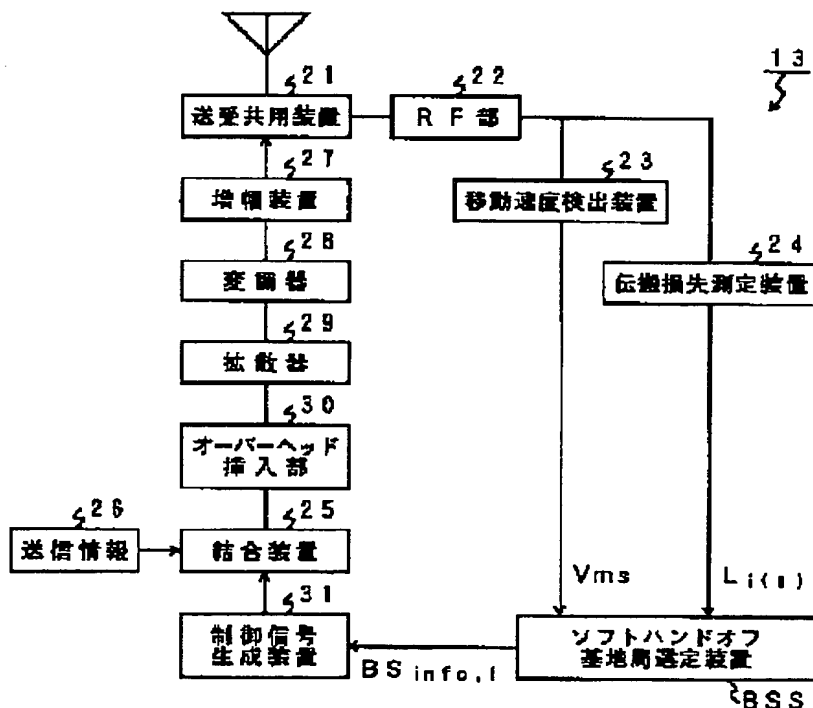 13
21
送受共用装置
22
RF部
27
増幅装置
23
移動速度検出装置
28
変調器
24
伝搬損失測定装置
29
拡散器
30
オーバーヘッド
挿入部
26
送信情報
25
結合装置
Vms
31
制御信号
生成装置
BS info,i
ソフトハンドオフ
基地局選定装置
BSS